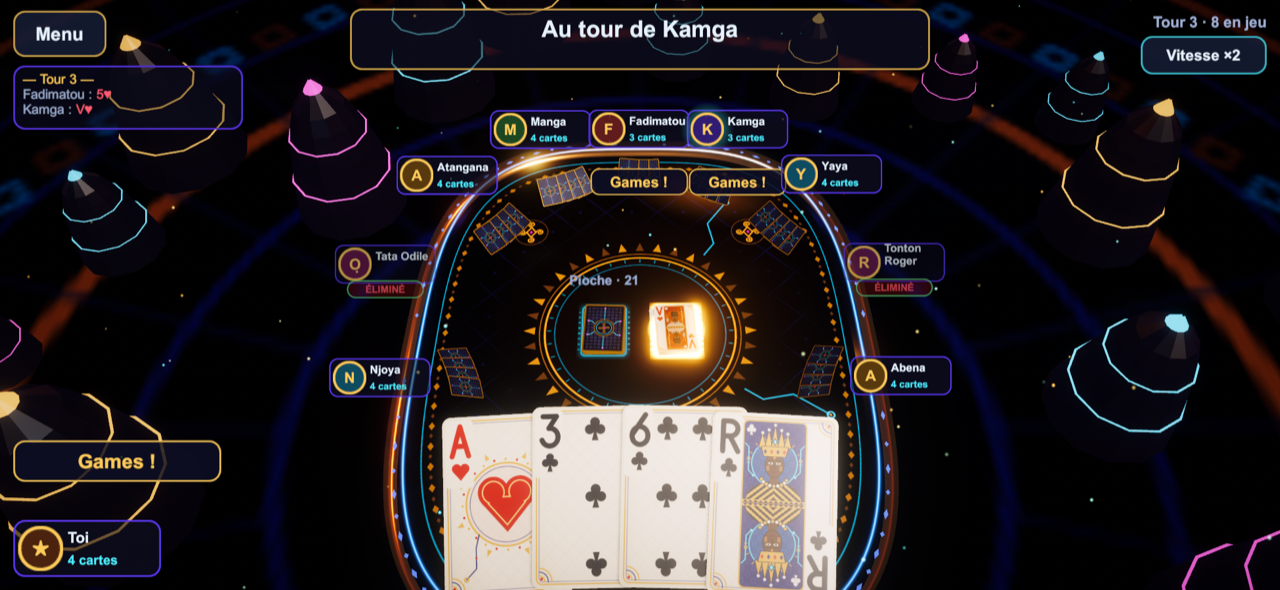 Menu
Au tour de Kamga
Tour 3 · 8 en jeu
Vitesse ×2
— Tour 3 —
Fadimatou : 5♥
Kamga : V♥
M
Manga
4 cartes
F
Fadimatou
3 cartes
K
Kamga
3 cartes
A
Atangana
4 cartes
Games !
Games !
Y
Yaya
4 cartes
O
Tata Odile
ÉLIMINÉ
R
Tonton
Roger
ÉLIMINÉ
Pioche · 21
V
N
Njoya
4 cartes
A
Abena
4 cartes
A
3
6
R
R
Games !
Toi
4 cartes